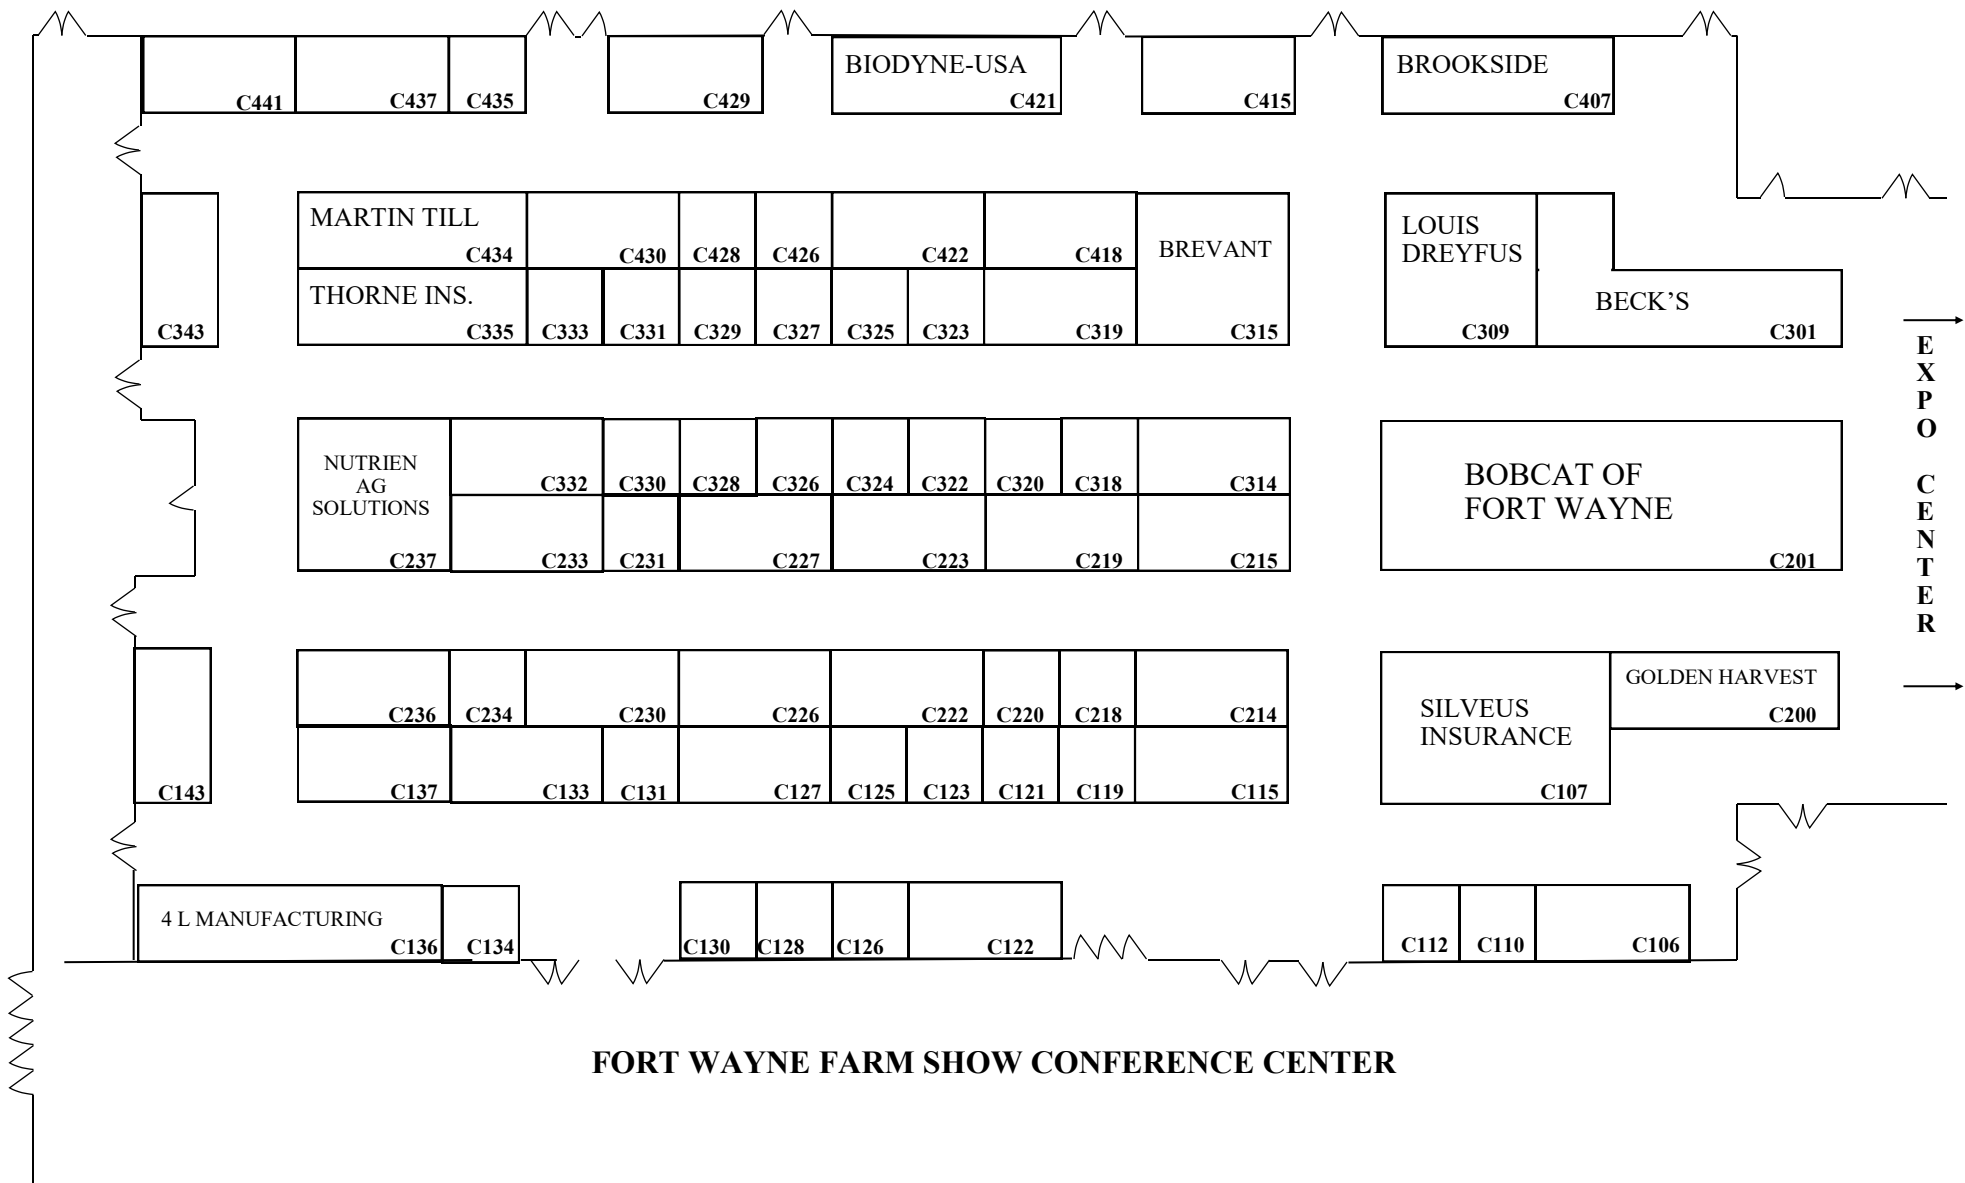 BIODYNE-USA
BROOKSIDE
C441
C437
C435
C429
C421
C415
C407
MARTIN TILL
C434
C430
C428
C426
C422
C418
BREVANT
LOUIS
DREYFUS
THORNE INS.
BECK’S
C343
C335
C333
C331
C329
C327
C325
C323
C319
C315
C309
C301
NUTRIEN
AG
SOLUTIONS
C332
C330
C328
C326
C324
C322
C320
C318
C314
BOBCAT OF
FORT WAYNE
C237
C233
C231
C227
C223
C219
C215
C201
EXPO CENTER
C236
C234
C230
C226
C222
C220
C218
C214
SILVEUS
INSURANCE
GOLDEN HARVEST
C200
C143
C137
C133
C131
C127
C125
C123
C121
C119
C115
C107
4 L MANUFACTURING
C136
C134
C130
C128
C126
C122
C112
C110
C106
FORT WAYNE FARM SHOW CONFERENCE CENTER